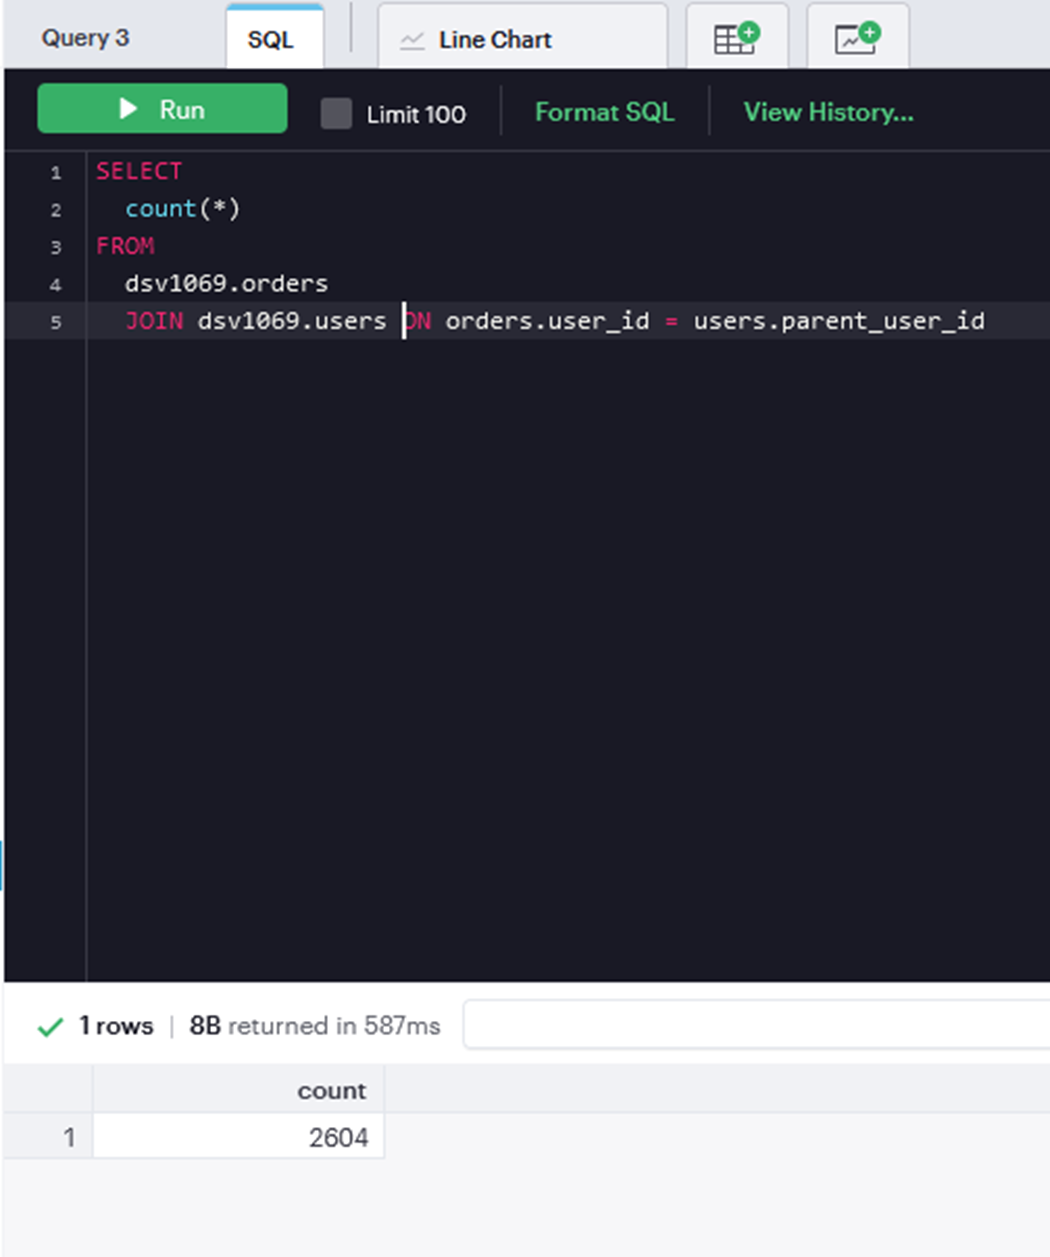 Query 3 SQL Line Chart
Run Limit 100 Format SQL View History...
1 SELECT
2 count(*)
3 FROM
4 dsv1069.orders
5 JOIN dsv1069.users ON orders.user_id = users.parent_user_id
1 rows | 8B returned in 587ms
count
1 2604